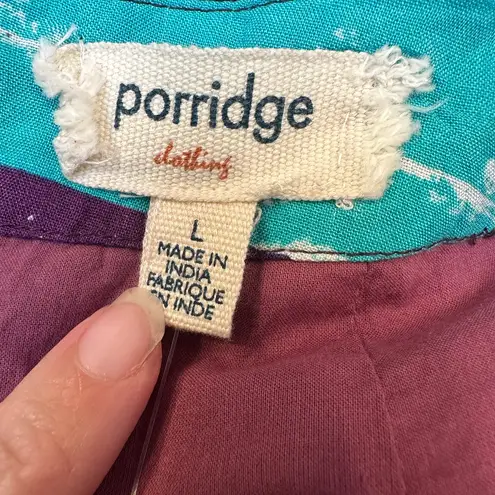 porridge
clothing
L
MADE IN
INDIA
FABRIQUE
EN INDE